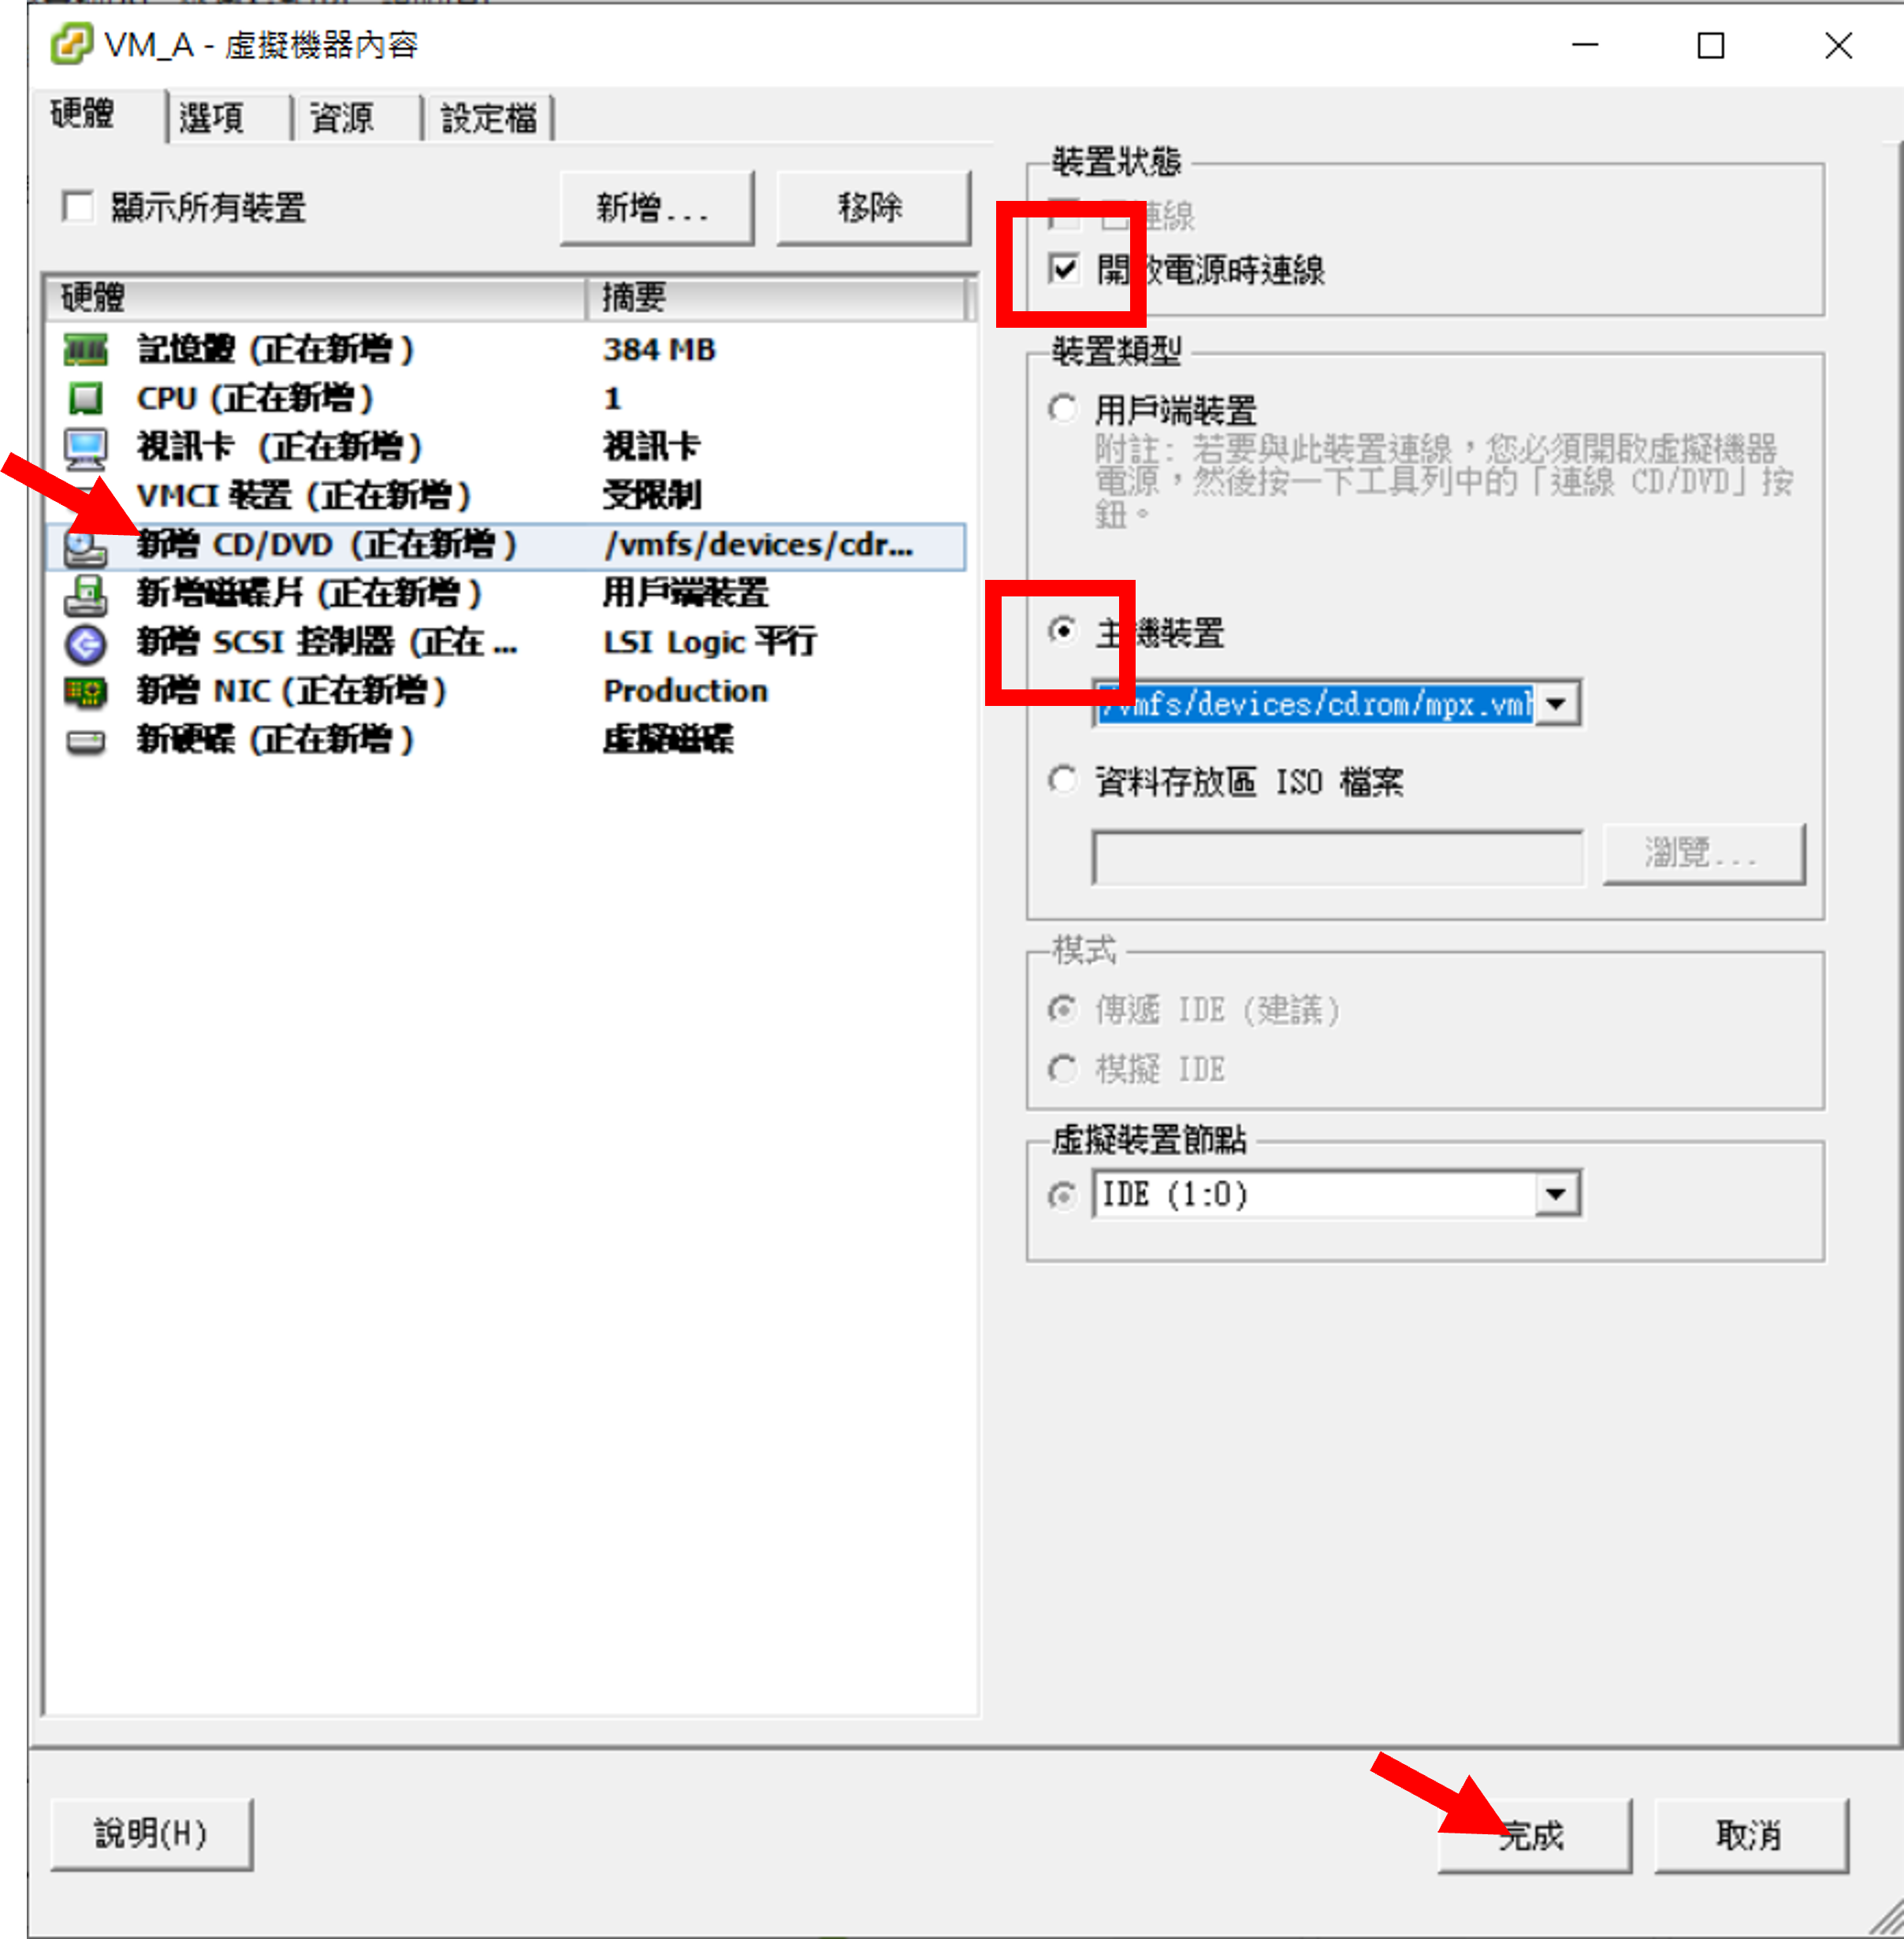 VM_A - 虛擬機器內容
硬體 選項 資源 設定檔
顯示所有裝置 新增... 移除
硬體 摘要
記憶體 (正在新增) 384 MB
CPU (正在新增) 1
視訊卡 (正在新增) 視訊卡
VMCI 裝置 (正在新增) 受限制
新增 CD/DVD (正在新增) /vmfs/devices/cdr...
新增磁碟片 (正在新增) 用戶端裝置
新增 SCSI 控制器 (正在 ... LSI Logic 平行
新增 NIC (正在新增) Production
新硬碟 (正在新增) 虛擬磁碟
裝置狀態
已連線
開啟電源時連線
裝置類型
用戶端裝置
附註: 若要與此裝置連線，您必須開啟虛擬機器
電源，然後按一下工具列中的「連線 CD/DVD」按
鈕。
主機裝置
/vmfs/devices/cdrom/mpx.vmh
資料存放區 ISO 檔案
瀏覽...
模式
傳遞 IDE (建議)
模擬 IDE
虛擬裝置節點
IDE (1:0)
說明(H) 完成 取消